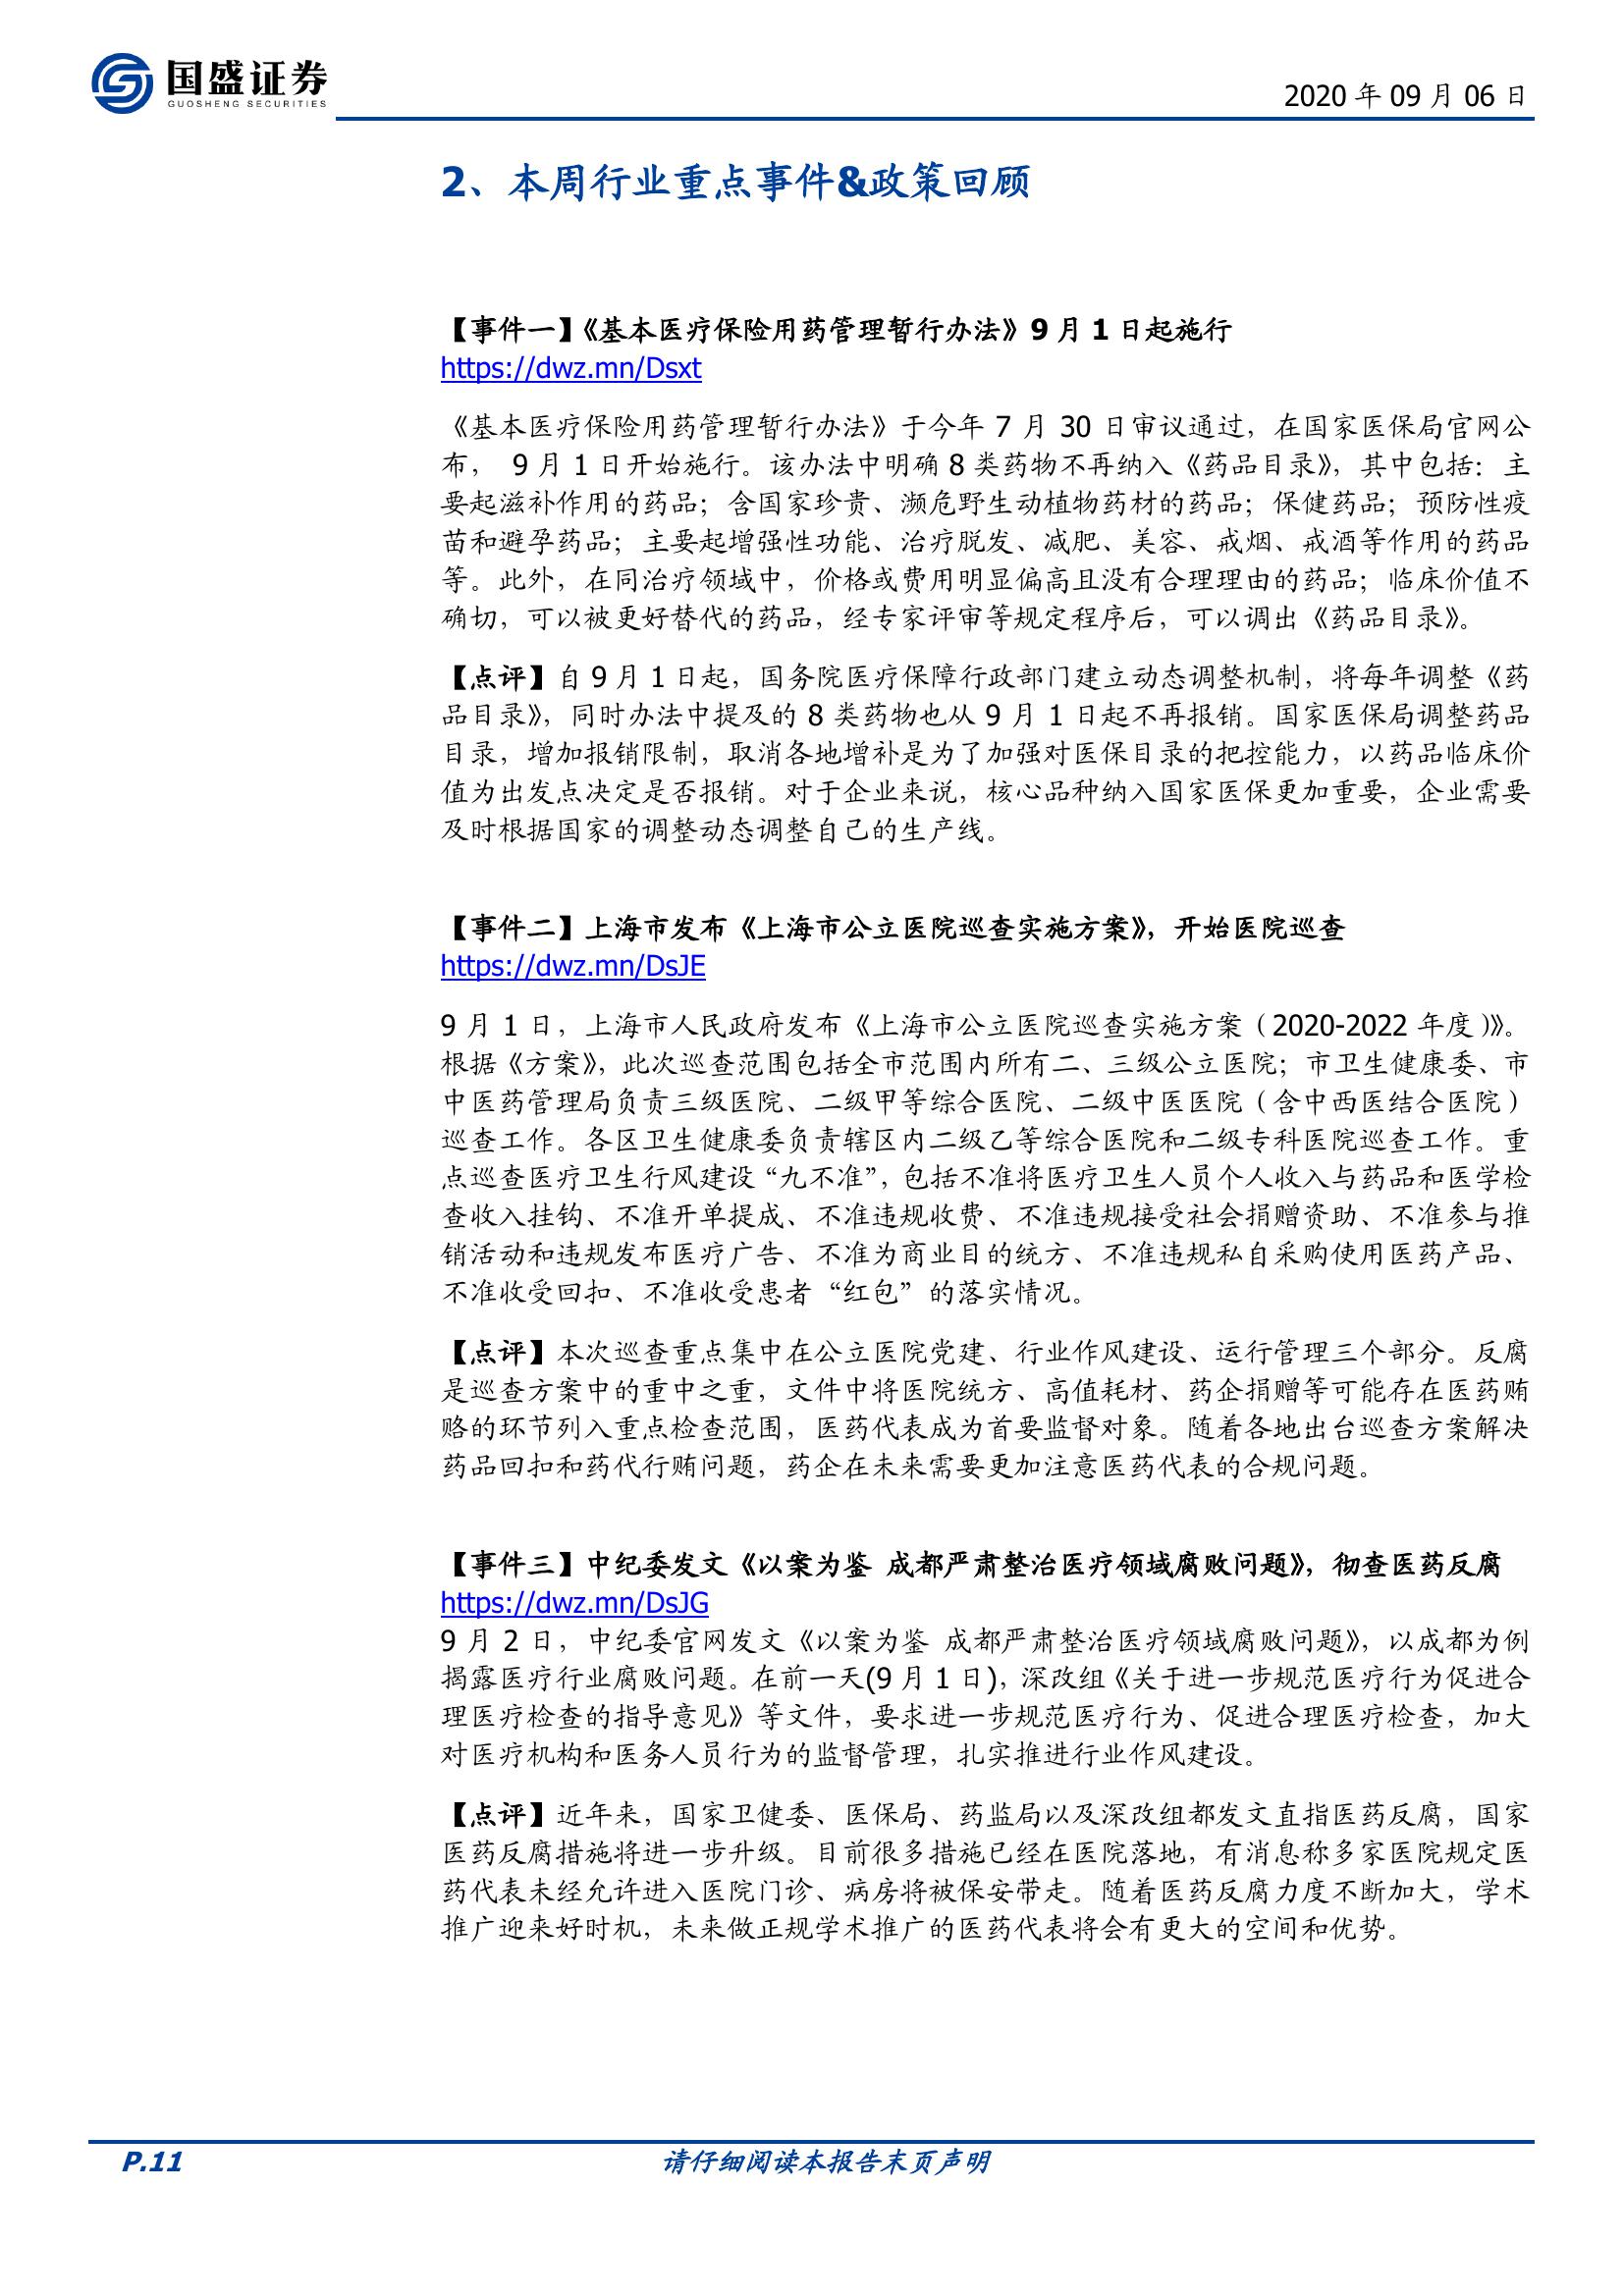 国盛证券
GUOSHENG SECURITIES
2020 年 09 月 06 日
2、本周行业重点事件&政策回顾
【事件一】《基本医疗保险用药管理暂行办法》9 月 1 日起施行
https://dwz.mn/Dsxt
《基本医疗保险用药管理暂行办法》于今年 7 月 30 日审议通过，在国家医保局官网公
布， 9 月 1 日开始施行。该办法中明确 8 类药物不再纳入《药品目录》，其中包括：主
要起滋补作用的药品；含国家珍贵、濒危野生动植物药材的药品；保健药品；预防性疫
苗和避孕药品；主要起增强性功能、治疗脱发、减肥、美容、戒烟、戒酒等作用的药品
等。此外，在同治疗领域中，价格或费用明显偏高且没有合理理由的药品；临床价值不
确切，可以被更好替代的药品，经专家评审等规定程序后，可以调出《药品目录》。
【点评】自 9 月 1 日起，国务院医疗保障行政部门建立动态调整机制，将每年调整《药
品目录》，同时办法中提及的 8 类药物也从 9 月 1 日起不再报销。国家医保局调整药品
目录，增加报销限制，取消各地增补是为了加强对医保目录的把控能力，以药品临床价
值为出发点决定是否报销。对于企业来说，核心品种纳入国家医保更加重要，企业需要
及时根据国家的调整动态调整自己的生产线。
【事件二】上海市发布《上海市公立医院巡查实施方案》，开始医院巡查
https://dwz.mn/DsJE
9 月 1 日，上海市人民政府发布《上海市公立医院巡查实施方案（2020-2022 年度）》。
根据《方案》，此次巡查范围包括全市范围内所有二、三级公立医院；市卫生健康委、市
中医药管理局负责三级医院、二级甲等综合医院、二级中医医院（含中西医结合医院）
巡查工作。各区卫生健康委负责辖区内二级乙等综合医院和二级专科医院巡查工作。重
点巡查医疗卫生行风建设“九不准”，包括不准将医疗卫生人员个人收入与药品和医学检
查收入挂钩、不准开单提成、不准违规收费、不准违规接受社会捐赠资助、不准参与推
销活动和违规发布医疗广告、不准为商业目的统方、不准违规私自采购使用医药产品、
不准收受回扣、不准收受患者“红包”的落实情况。
【点评】本次巡查重点集中在公立医院党建、行业作风建设、运行管理三个部分。反腐
是巡查方案中的重中之重，文件中将医院统方、高值耗材、药企捐赠等可能存在医药贿
赂的环节列入重点检查范围，医药代表成为首要监督对象。随着各地出台巡查方案解决
药品回扣和药代行贿问题，药企在未来需要更加注意医药代表的合规问题。
【事件三】中纪委发文《以案为鉴 成都严肃整治医疗领域腐败问题》，彻查医药反腐
https://dwz.mn/DsJG
9 月 2 日，中纪委官网发文《以案为鉴 成都严肃整治医疗领域腐败问题》，以成都为例
揭露医疗行业腐败问题。在前一天(9 月 1 日)，深改组《关于进一步规范医疗行为促进合
理医疗检查的指导意见》等文件，要求进一步规范医疗行为、促进合理医疗检查，加大
对医疗机构和医务人员行为的监督管理，扎实推进行业作风建设。
【点评】近年来，国家卫健委、医保局、药监局以及深改组都发文直指医药反腐，国家
医药反腐措施将进一步升级。目前很多措施已经在医院落地，有消息称多家医院规定医
药代表未经允许进入医院门诊、病房将被保安带走。随着医药反腐力度不断加大，学术
推广迎来好时机，未来做正规学术推广的医药代表将会有更大的空间和优势。
P.11
请仔细阅读本报告末页声明